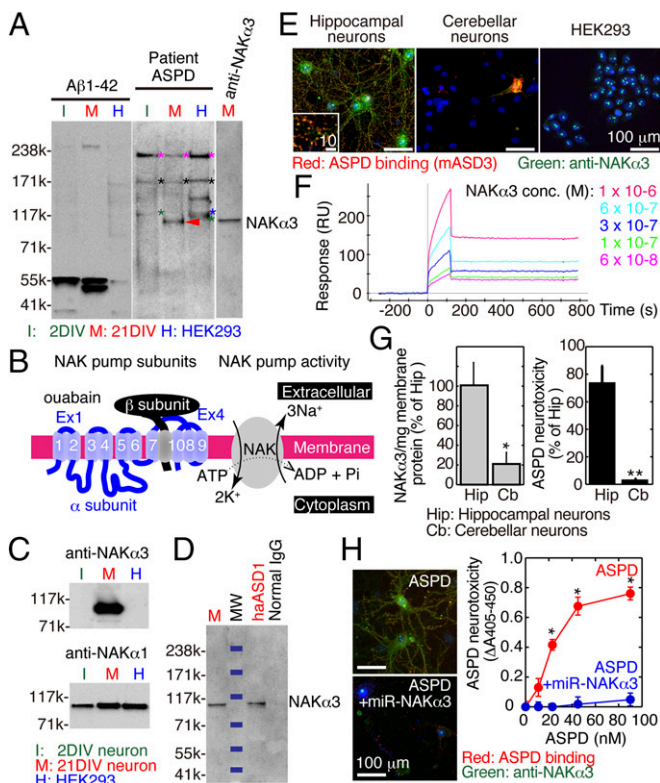 A
Aβ1-42
Patient
ASPD
anti-NAKα3
I M H I M H M
238k
171k
117k
71k
55k
41k
NAKα3
I: 2DIV M: 21DIV H: HEK293
B
NAK pump subunits NAK pump activity
ouabain
β subunit
Ex1
Ex4
1 2 3 4 5 6 7 10 8 9
α subunit
Extracellular
3Na+
Membrane
NAK
ATP
ADP + Pi
2K+
Cytoplasm
C
anti-NAKα3
I M H
117k
71k
anti-NAKα1
I M H
117k
71k
I: 2DIV neuron
M: 21DIV neuron
H: HEK293
D
M
MW
haASD1
Normal IgG
238k
171k
117k
71k
55k
41k
NAKα3
E
Hippocampal
neurons
Cerebellar
neurons
HEK293
10
100 μm
Red: ASPD binding (mASD3)
Green: anti-NAKα3
F
Response (RU)
200
100
0
NAKα3 conc. (M): 1 x 10-6
6 x 10-7
3 x 10-7
1 x 10-7
6 x 10-8
-200 0 200 400 600 800 Time (s)
G
NAKα3/mg membrane
protein (% of Hip)
100
80
60
40
20
0
*
Hip Cb
ASPD neurotoxicity
(% of Hip)
100
80
60
40
20
0
**
Hip Cb
Hip: Hippocampal neurons
Cb: Cerebellar neurons
H
ASPD
ASPD
+miR-NAKα3
100 μm
ASPD neurotoxicity
(ΔA405-450)
1.0
0.8
0.6
0.4
0.2
0
ASPD
* * *
ASPD
+miR-NAKα3
0 20 40 60 80 100
ASPD (nM)
Red: ASPD binding
Green: anti-NAKα3